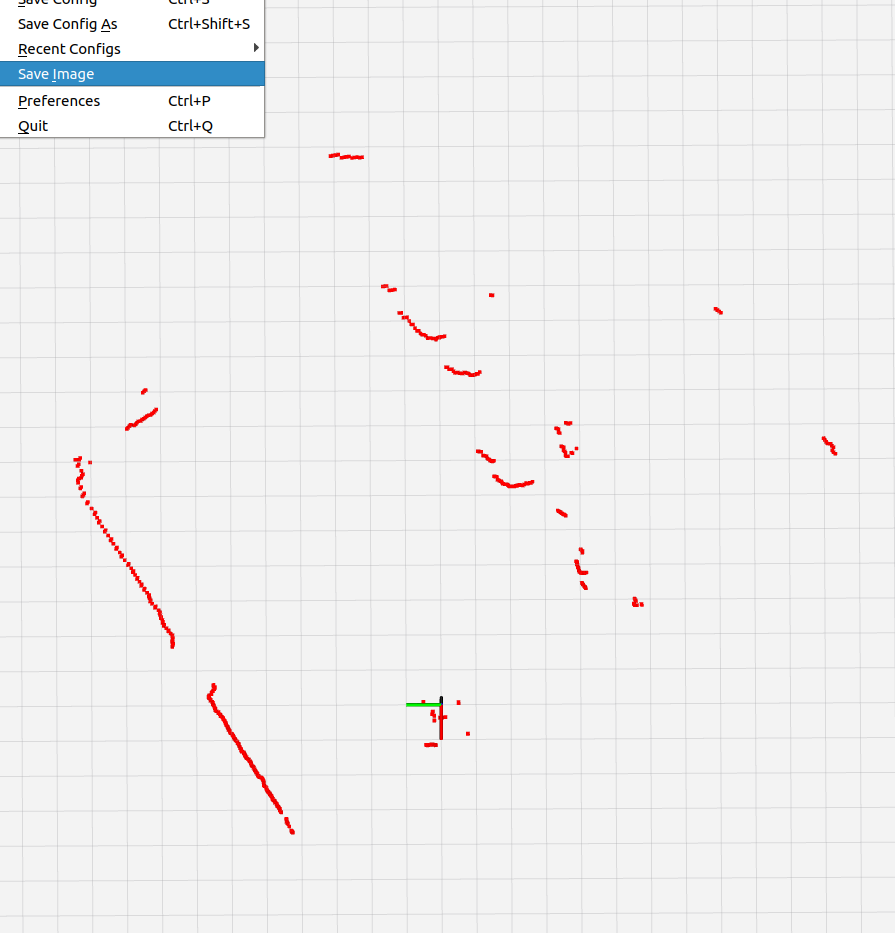 Save Config Ctrl+S
Save Config As Ctrl+Shift+S
Recent Configs
Save Image
Preferences Ctrl+P
Quit Ctrl+Q